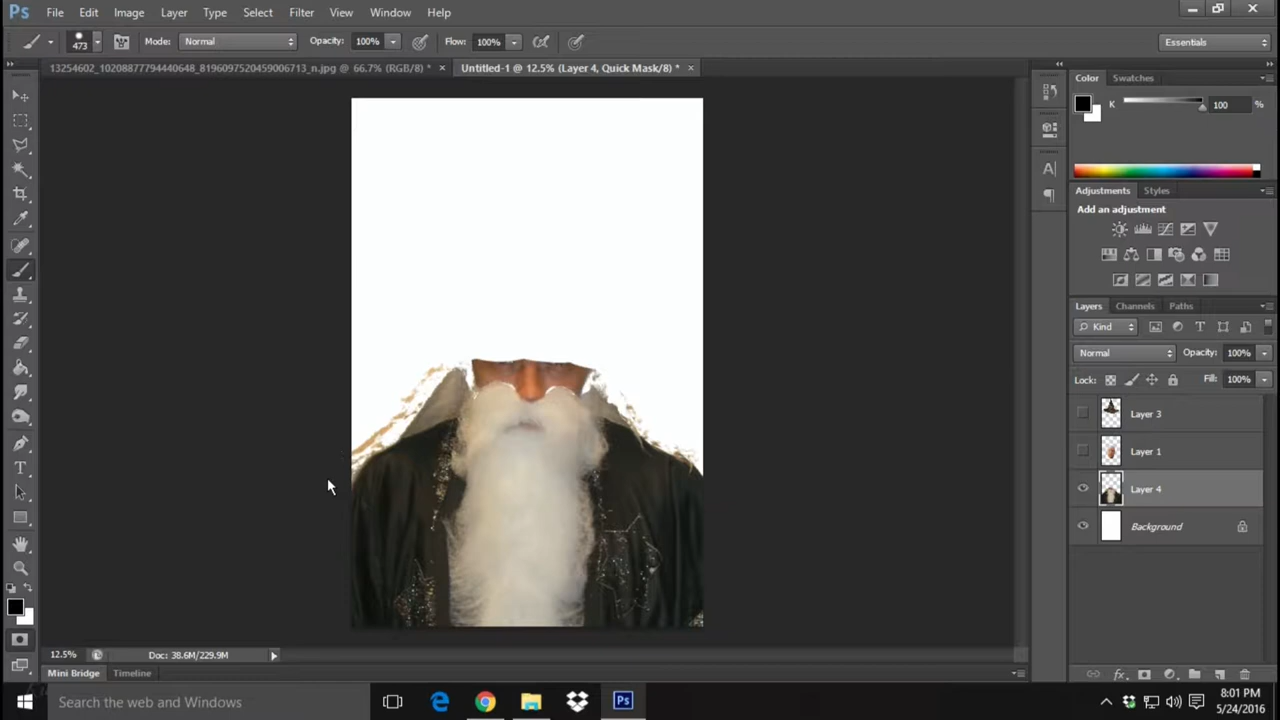 Ps File Edit Image Layer Type Select Filter View Window Help
473 Mode: Normal Opacity: 100% Flow: 100% Essentials
13254602_10208877794440648_8196097520459006713_n.jpg @ 66.7% (RGB/8) * × Untitled-1 @ 12.5% (Layer 4, Quick Mask/8) * ×
Color Swatches
K 100 %
Adjustments Styles
Add an adjustment
Layers Channels Paths
Kind
Normal Opacity: 100%
Lock: Fill: 100%
Layer 3
Layer 1
Layer 4
Background
12.5% Doc: 38.6M/229.9M
Mini Bridge Timeline
Search the web and Windows
8:01 PM
5/24/2016